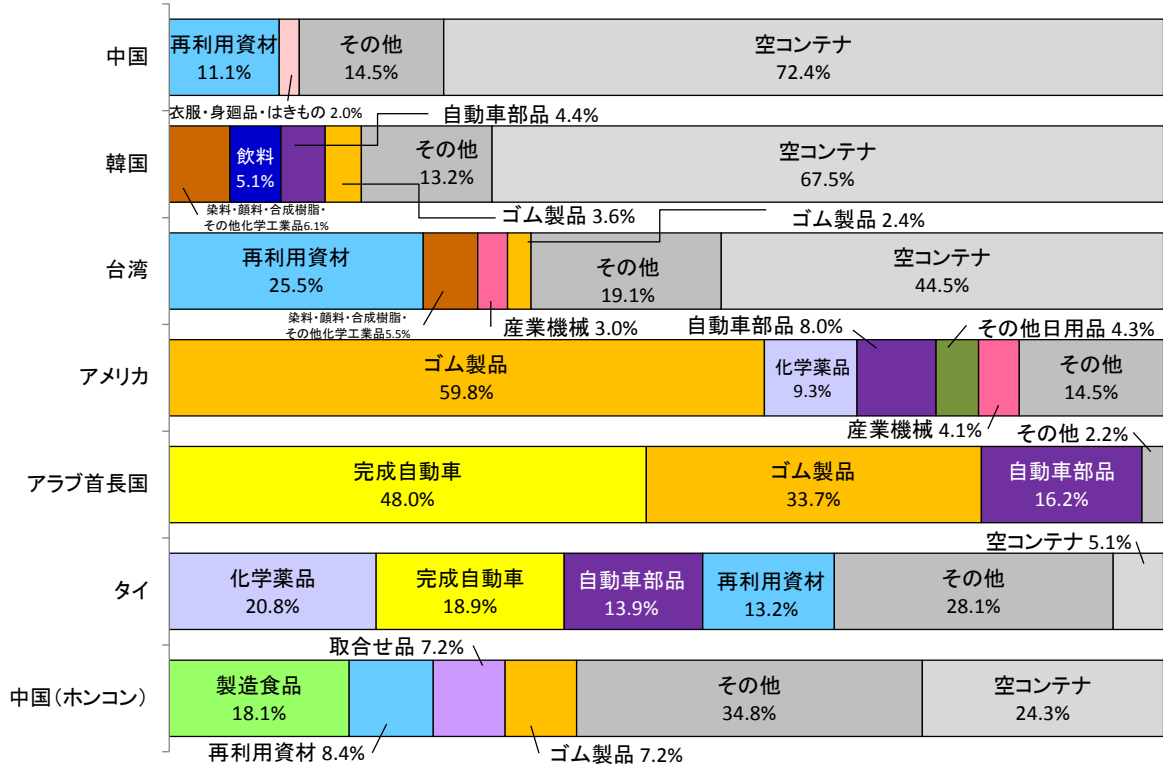 中国
再利用資材
11.1%
衣服・身廻品・はきもの 2.0%
その他
14.5%
空コンテナ
72.4%
韓国
染料・顔料・合成樹脂・
その他化学工業品6.1%
飲料
5.1%
自動車部品 4.4%
ゴム製品 3.6%
その他
13.2%
空コンテナ
67.5%
台湾
再利用資材
25.5%
染料・顔料・合成樹脂・
その他化学工業品5.5%
産業機械 3.0%
ゴム製品 2.4%
その他
19.1%
空コンテナ
44.5%
アメリカ
ゴム製品
59.8%
化学薬品
9.3%
自動車部品 8.0%
その他日用品 4.3%
産業機械 4.1%
その他
14.5%
アラブ首長国
完成自動車
48.0%
ゴム製品
33.7%
自動車部品
16.2%
その他 2.2%
タイ
化学薬品
20.8%
完成自動車
18.9%
自動車部品
13.9%
再利用資材
13.2%
その他
28.1%
空コンテナ 5.1%
中国(ホンコン)
製造食品
18.1%
再利用資材 8.4%
取合せ品 7.2%
ゴム製品 7.2%
その他
34.8%
空コンテナ
24.3%